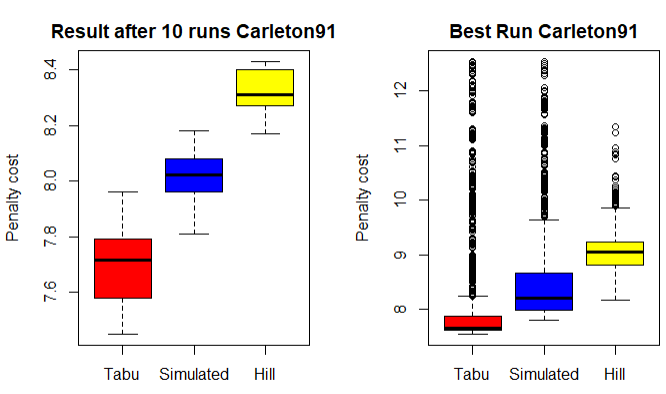 Result after 10 runs Carleton91
Penalty cost
8.4
8.2
8.0
7.8
7.6
Tabu Simulated Hill
Best Run Carleton91
Penalty cost
12
11
10
9
8
Tabu Simulated Hill